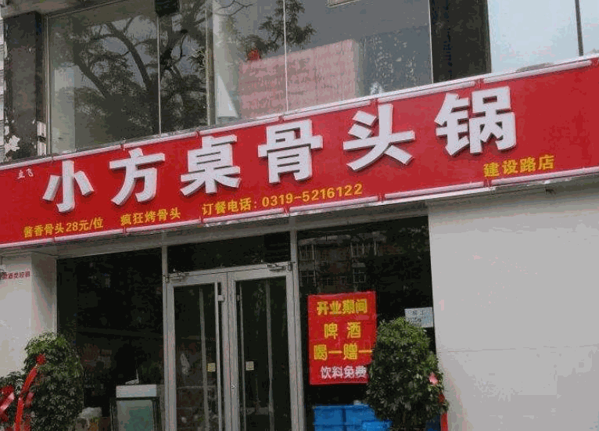 立飞
小方桌骨头锅
酱香骨头28元/位 疯狂烤骨头 订餐电话:0319-5216122
建设路店
开业期间
啤酒
喝一赠一
饮料免费